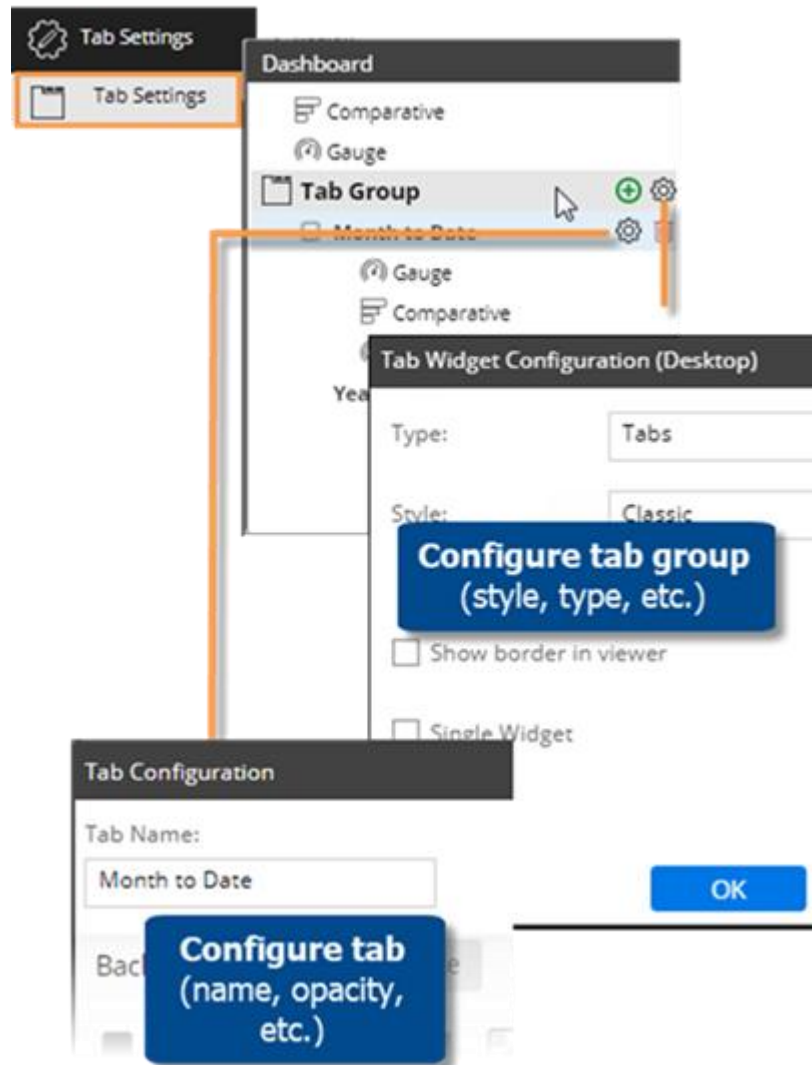 Tab Settings
Tab Settings
Dashboard
Comparative
Gauge
Tab Group
Month to Date
Gauge
Comparative
Tab Widget Configuration (Desktop)
Type:
Tabs
Style:
Classic
Configure tab group
(style, type, etc.)
Show border in viewer
Single Widget
Tab Configuration
Tab Name:
Month to Date
OK
Configure tab
(name, opacity,
etc.)